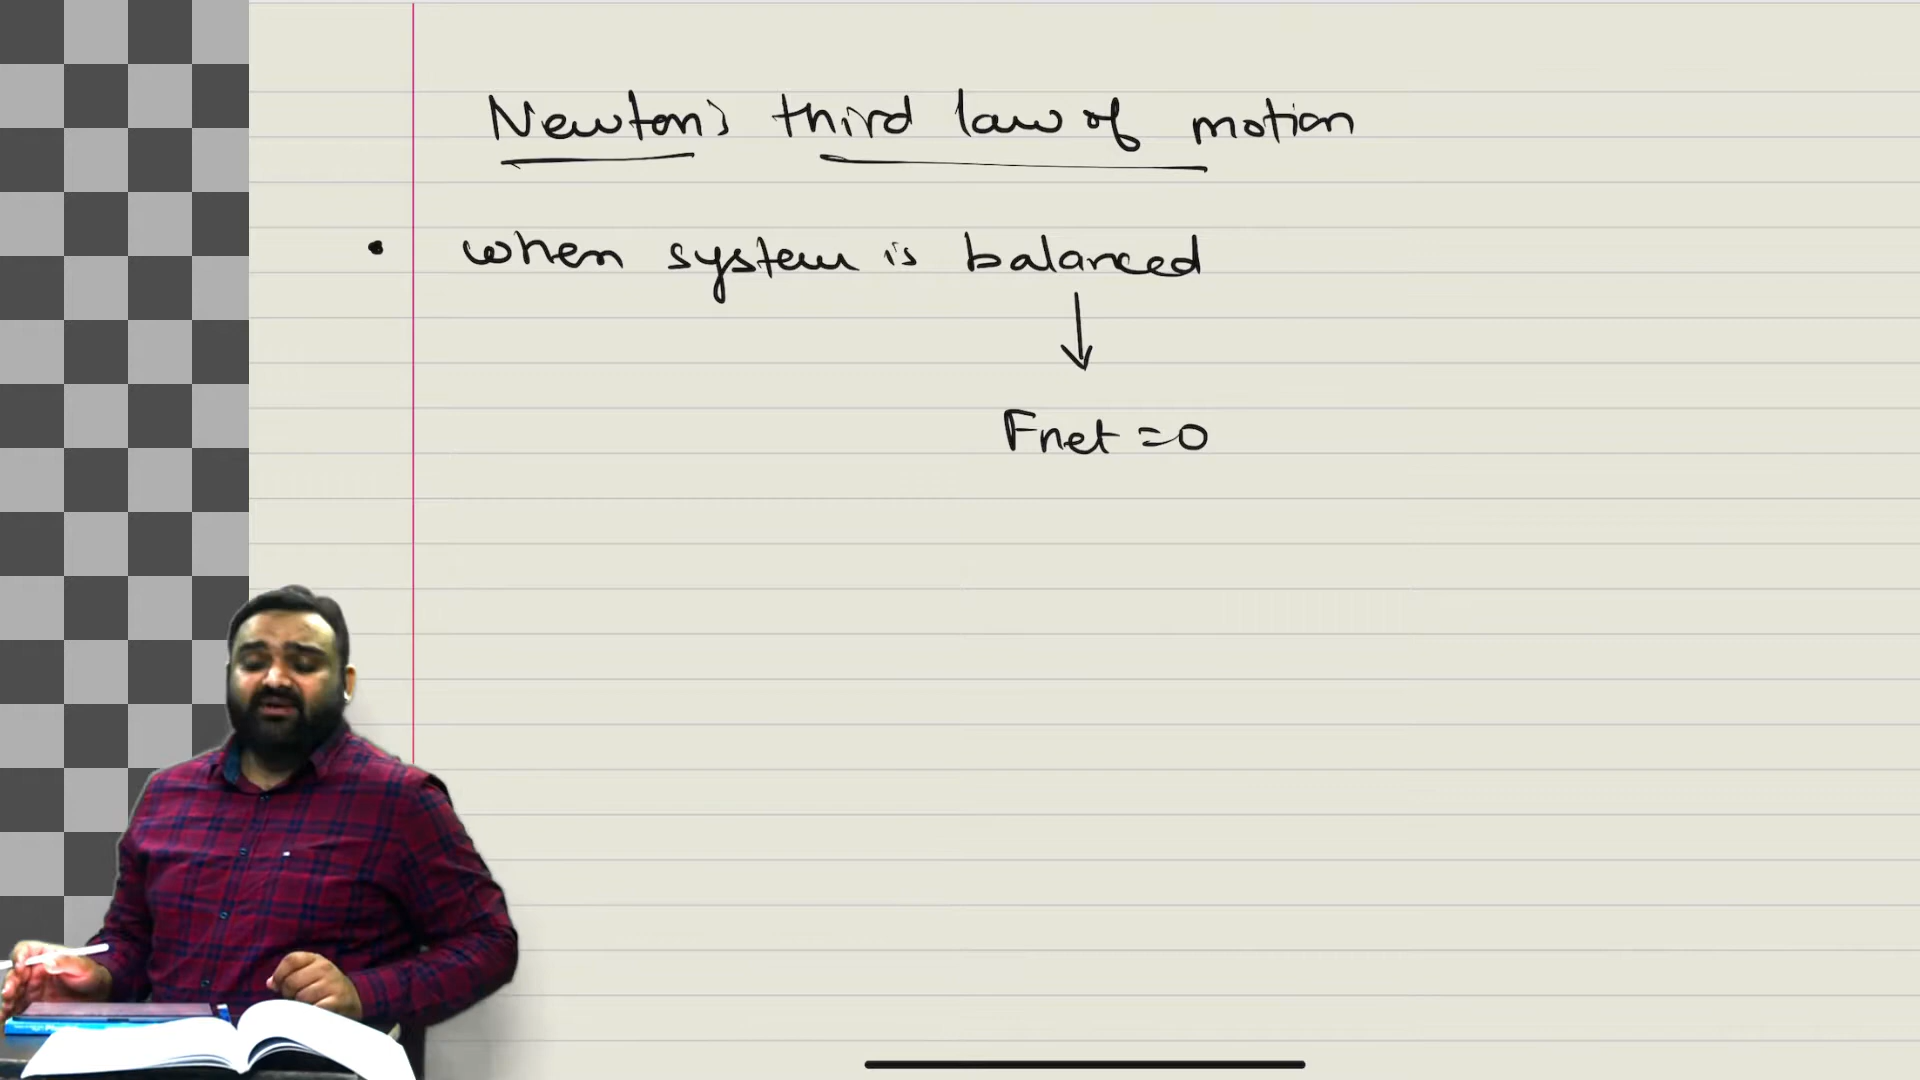 Newton's third law of motion
• when system is balanced
↓
Fnet = 0